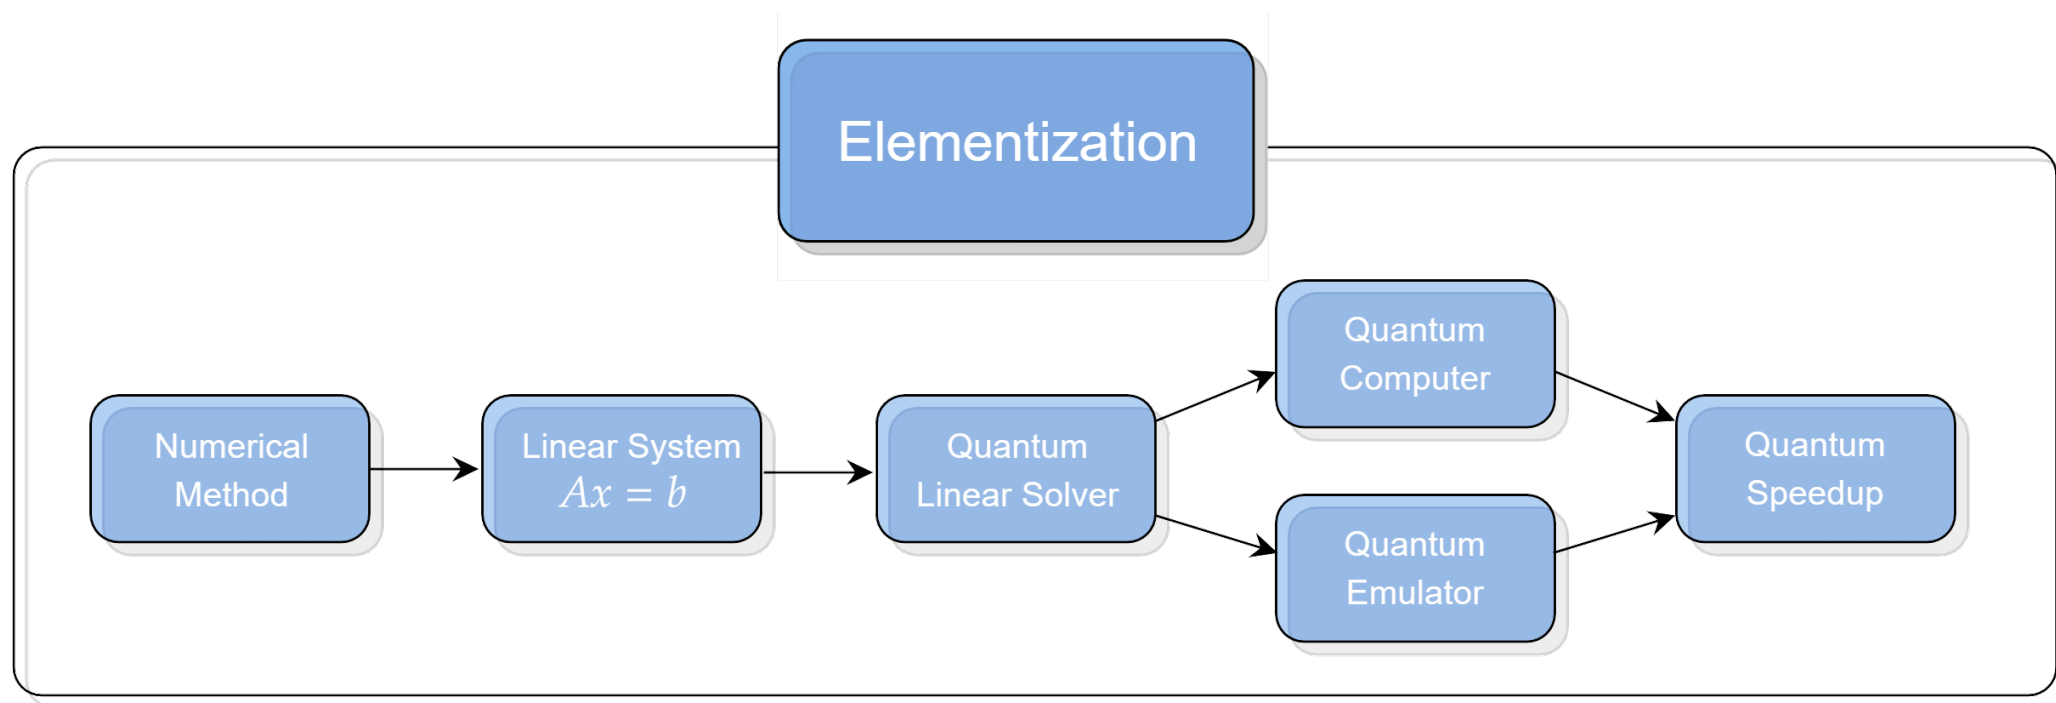 Elementization
Numerical
Method
Linear System
Ax = b
Quantum
Linear Solver
Quantum
Computer
Quantum
Emulator
Quantum
Speedup